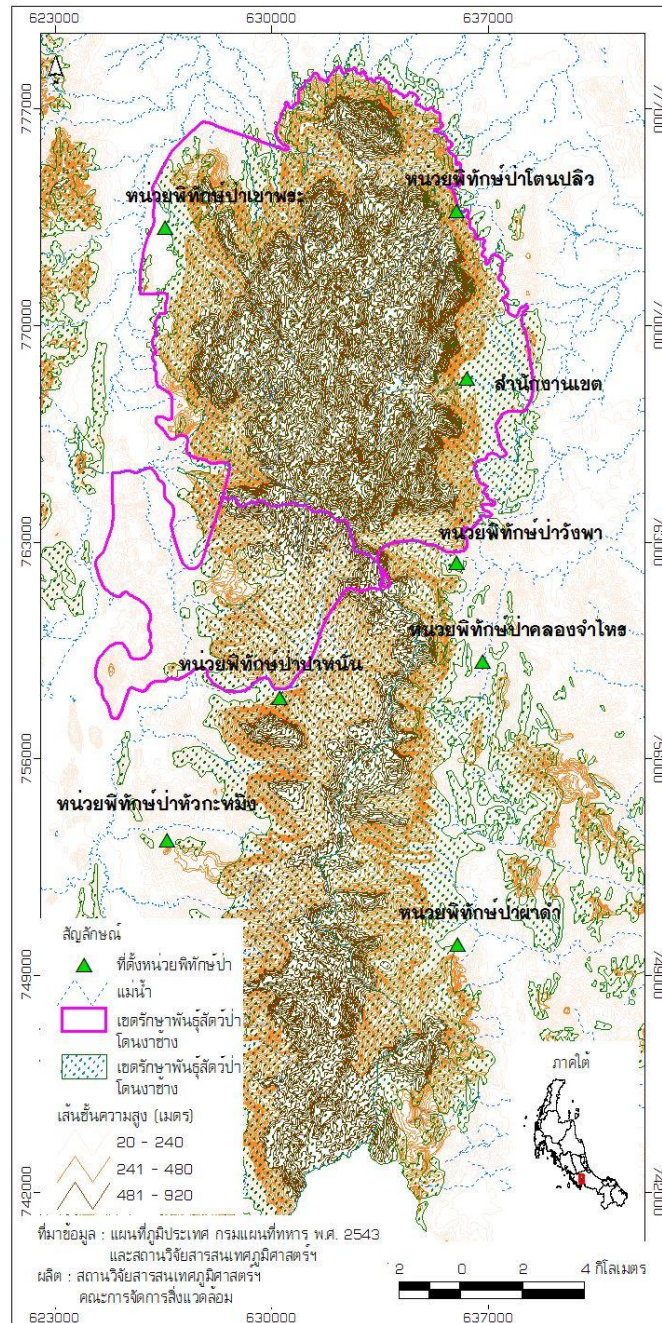 623000 630000 637000
777000 777000
หน่วยพิทักษ์ป่าโตนปลิว
หน่วยพิทักษ์ป่าเขาพระ
770000 770000
สำนักงานเขต
763000 763000
หน่วยพิทักษ์ป่าวังพา
หน่วยพิทักษ์ป่าคลองจำไหร
หน่วยพิทักษ์ป่าปาหนัน
756000 756000
หน่วยพิทักษ์ป่าหัวกะหมิง
หน่วยพิทักษ์ป่าผาดำ
749000 749000
สัญลักษณ์
ที่ตั้งหน่วยพิทักษ์ป่า
แม่น้ำ
เขตรักษาพันธุ์สัตว์ป่า
โตนงาช้าง
เขตรักษาพันธุ์สัตว์ป่า
โตนงาช้าง
เส้นชั้นความสูง (เมตร)
20 - 240
241 - 480
481 - 920
ภาคใต้
742000 742000
ที่มาข้อมูล : แผนที่ภูมิประเทศ กรมแผนที่ทหาร พ.ศ. 2543
และสถานวิจัยสารสนเทศภูมิศาสตร์ฯ
ผลิต : สถานวิจัยสารสนเทศภูมิศาสตร์ฯ
คณะการจัดการสิ่งแวดล้อม
2 0 2 4 กิโลเมตร
623000 630000 637000